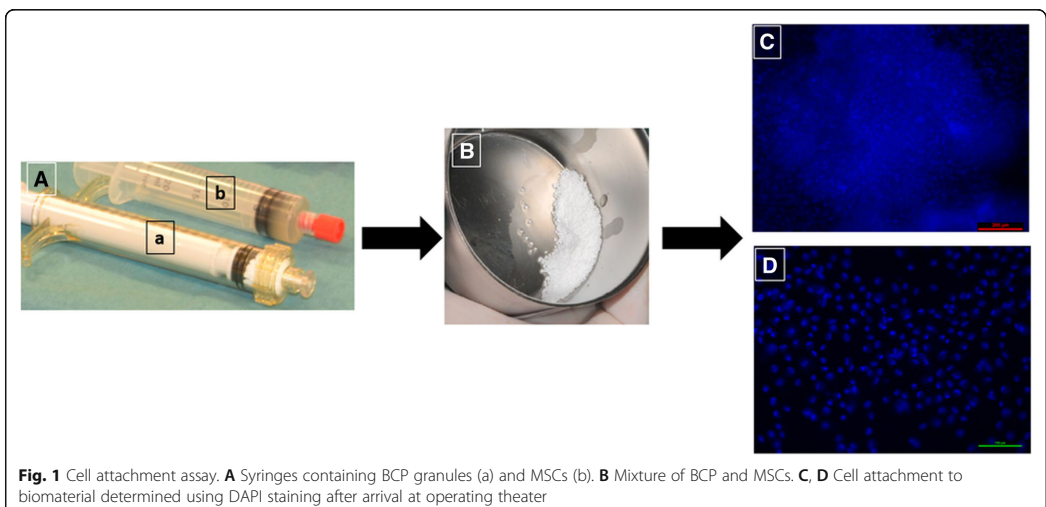 A
b
a
B
C
D
Fig. 1 Cell attachment assay. A Syringes containing BCP granules (a) and MSCs (b). B Mixture of BCP and MSCs. C, D Cell attachment to
biomaterial determined using DAPI staining after arrival at operating theater